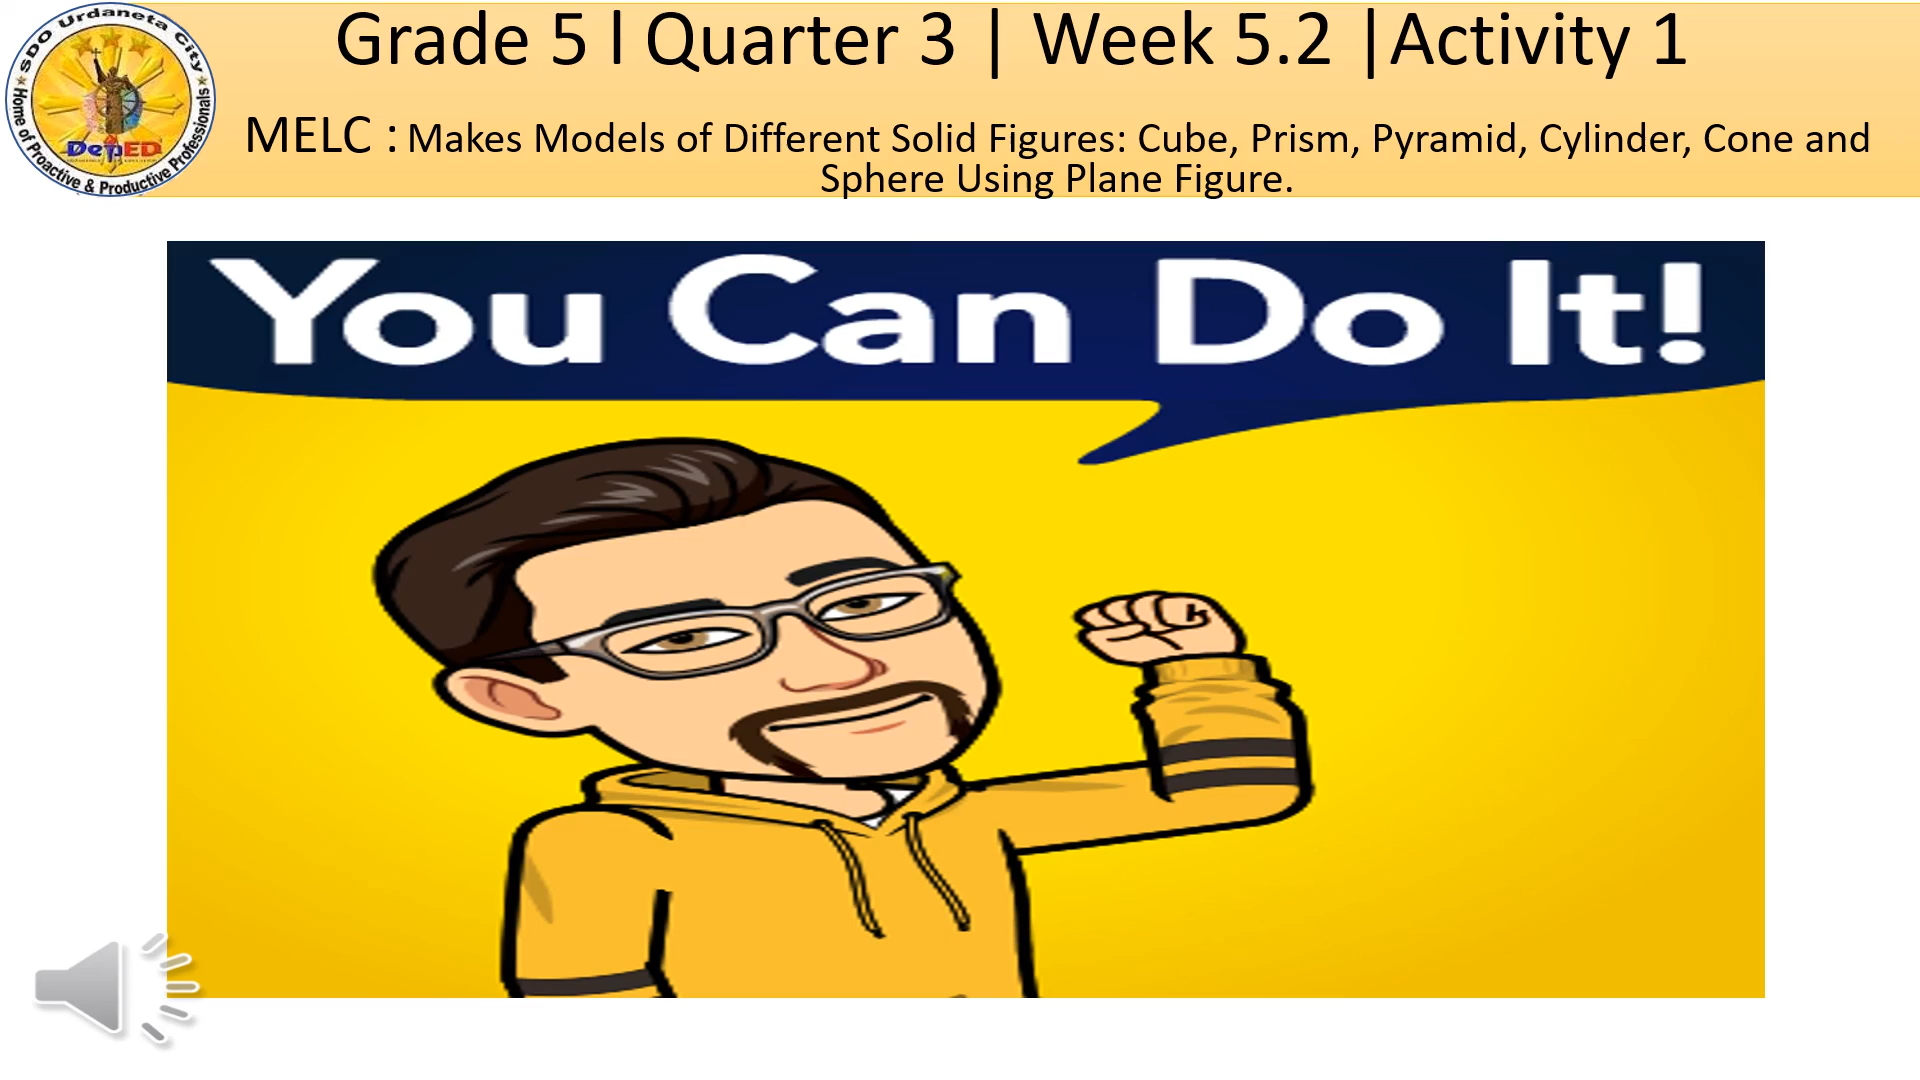 SDO Urdaneta City
Home of Proactive & Productive Professionals
DepED
Grade 5 l Quarter 3 | Week 5.2 |Activity 1
MELC : Makes Models of Different Solid Figures: Cube, Prism, Pyramid, Cylinder, Cone and
Sphere Using Plane Figure.
You Can Do It!